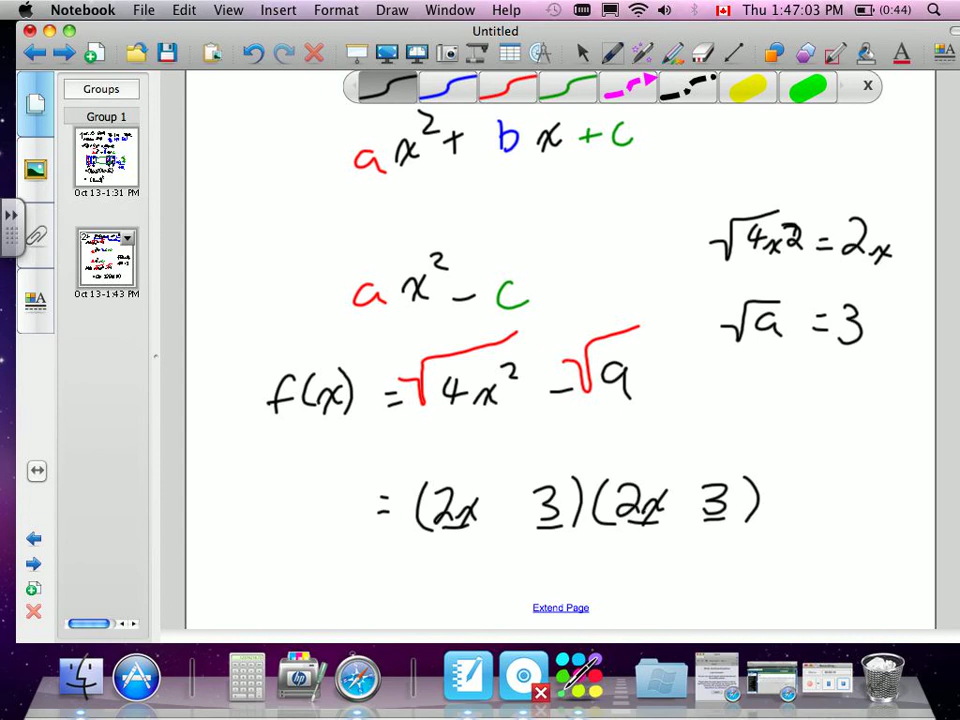 Notebook File Edit View Insert Format Draw Window Help Thu 1:47:03 PM (0:44)
Untitled
Groups
Group 1
Oct 13-1:31 PM
Oct 13-1:43 PM
x
ax² + bx + c
√4x² = 2x
ax² − c
√9 = 3
f(x) = √4x² − √9
= (2x 3)(2x 3)
Extend Page